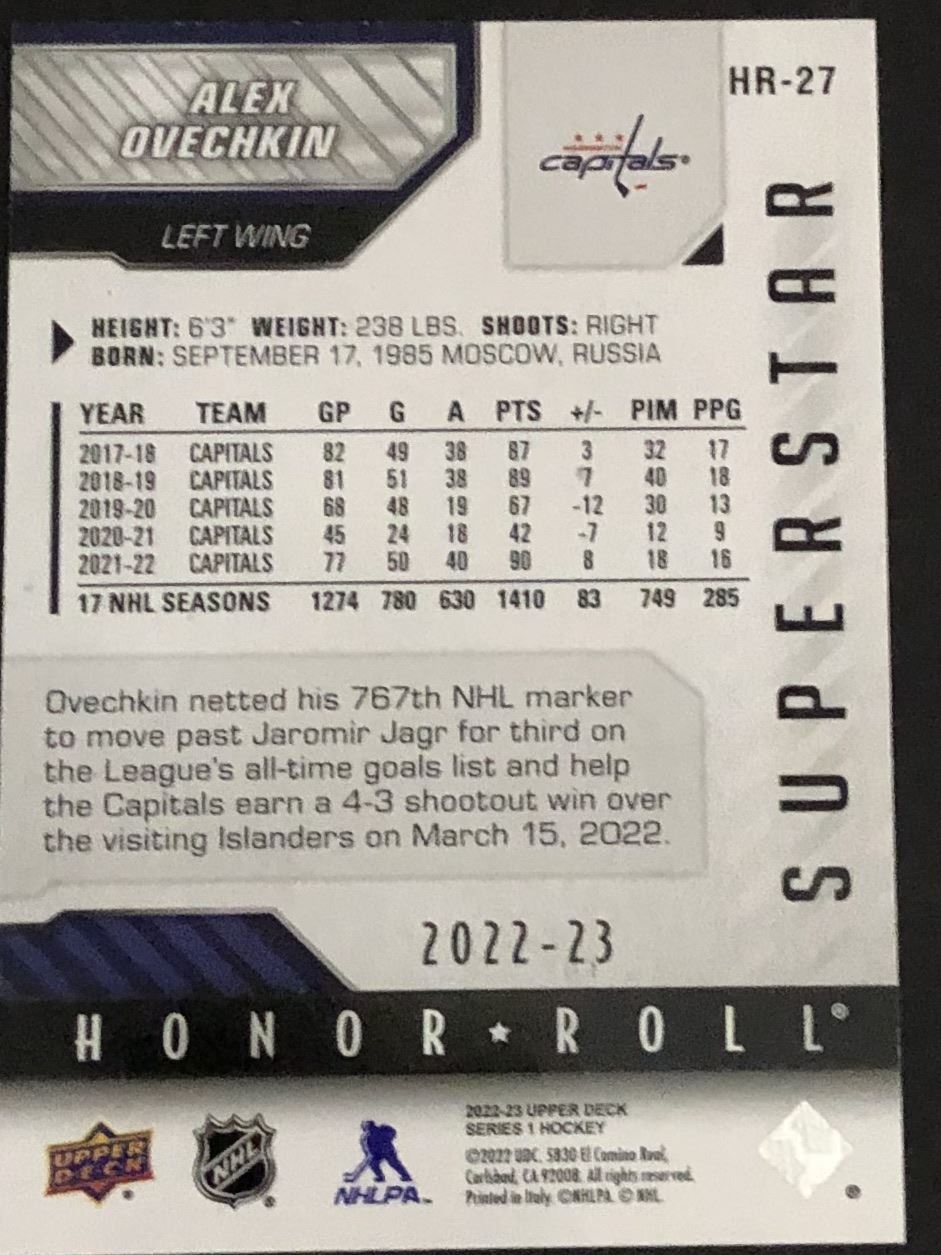 ALEX
OVECHKIN
LEFT WING
WASHINGTON
capitals
HR-27
SUPERSTAR
HEIGHT: 6'3" WEIGHT: 238 LBS. SHOOTS: RIGHT
BORN: SEPTEMBER 17, 1985 MOSCOW, RUSSIA
YEAR TEAM GP G A PTS +/- PIM PPG
2017-18 CAPITALS 82 49 38 87 3 32 17
2018-19 CAPITALS 81 51 38 89 7 40 18
2019-20 CAPITALS 68 48 19 67 -12 30 13
2020-21 CAPITALS 45 24 18 42 -7 12 9
2021-22 CAPITALS 77 50 40 90 8 18 16
17 NHL SEASONS 1274 780 630 1410 83 749 285
Ovechkin netted his 767th NHL marker
to move past Jaromir Jagr for third on
the League's all-time goals list and help
the Capitals earn a 4-3 shootout win over
the visiting Islanders on March 15, 2022.
2022-23
HONOR ★ ROLL®
UPPER
DECK
NHL
NHLPA
2022-23 UPPER DECK
SERIES 1 HOCKEY
©2022 UDC, 5830 El Camino Real,
Carlsbad, CA 92008. All rights reserved.
Printed in Italy. ©NHLPA. © NHL.